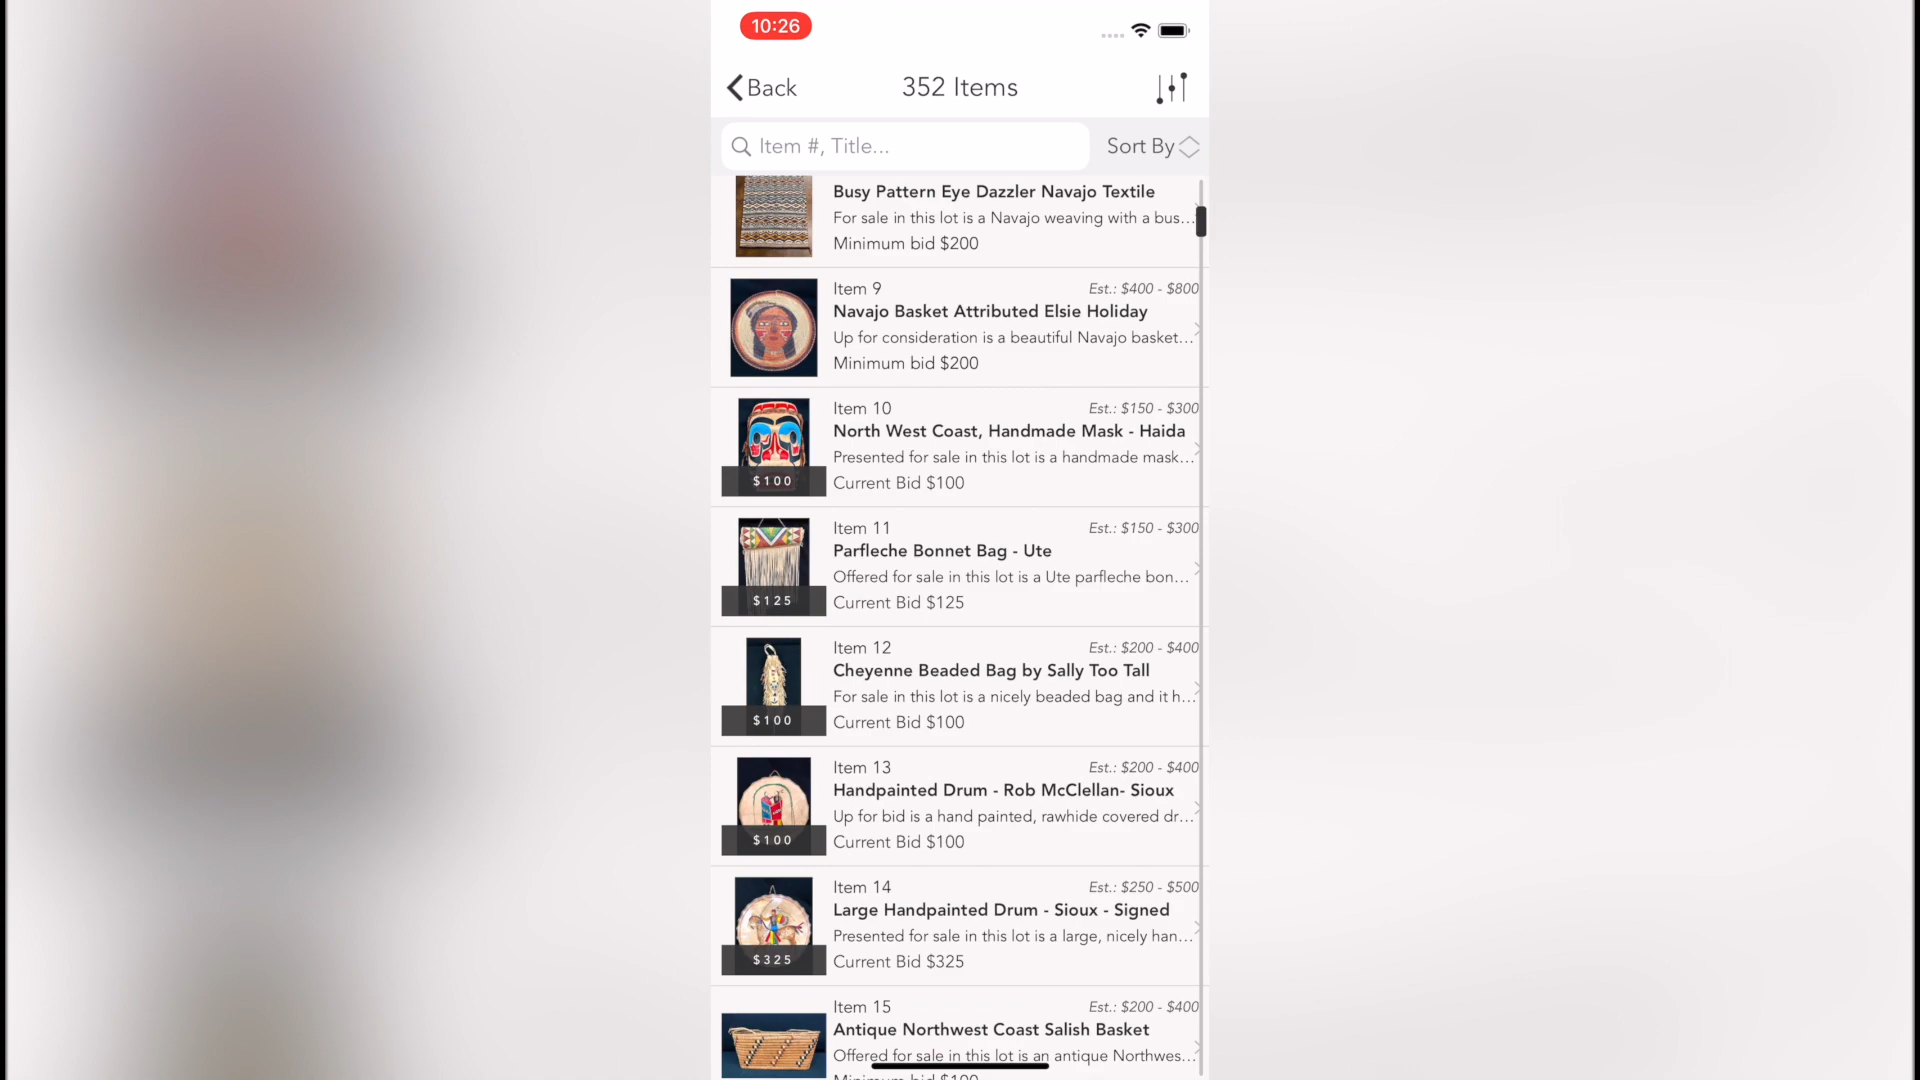 10:26
Back
352 Items
Item #, Title...
Sort By
Busy Pattern Eye Dazzler Navajo Textile
For sale in this lot is a Navajo weaving with a bus...
Minimum bid $200
Item 9
Est.: $400 - $800
Navajo Basket Attributed Elsie Holiday
Up for consideration is a beautiful Navajo basket...
Minimum bid $200
Item 10
Est.: $150 - $300
North West Coast, Handmade Mask - Haida
Presented for sale in this lot is a handmade mask...
$100
Current Bid $100
Item 11
Est.: $150 - $300
Parfleche Bonnet Bag - Ute
Offered for sale in this lot is a Ute parfleche bon...
$125
Current Bid $125
Item 12
Est.: $200 - $400
Cheyenne Beaded Bag by Sally Too Tall
For sale in this lot is a nicely beaded bag and it h...
$100
Current Bid $100
Item 13
Est.: $200 - $400
Handpainted Drum - Rob McClellan- Sioux
Up for bid is a hand painted, rawhide covered dr...
$100
Current Bid $100
Item 14
Est.: $250 - $500
Large Handpainted Drum - Sioux - Signed
Presented for sale in this lot is a large, nicely han...
$325
Current Bid $325
Item 15
Est.: $200 - $400
Antique Northwest Coast Salish Basket
Offered for sale in this lot is an antique Northwes...
Minimum bid $100